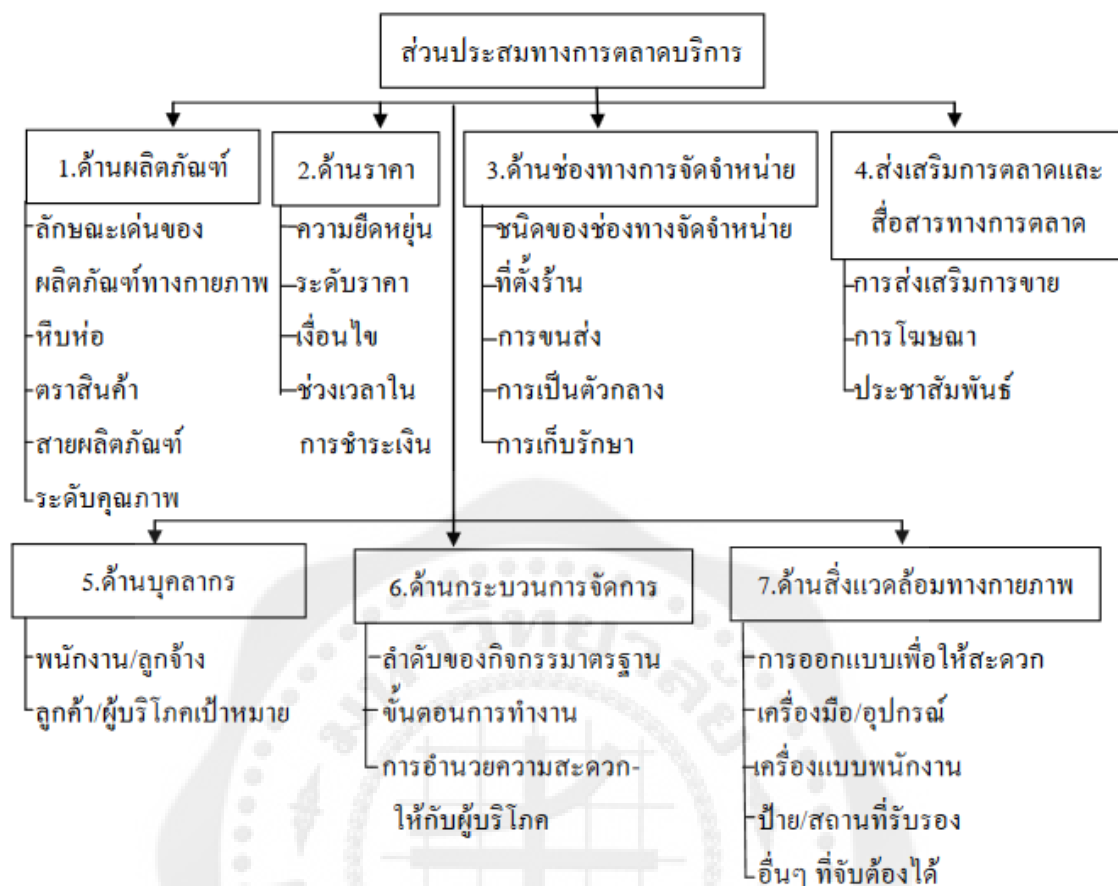 ส่วนประสมทางการตลาดบริการ
1.ด้านผลิตภัณฑ์
ลักษณะเด่นของ
ผลิตภัณฑ์ทางกายภาพ
หีบห่อ
ตราสินค้า
สายผลิตภัณฑ์
ระดับคุณภาพ
2.ด้านราคา
ความยืดหยุ่น
ระดับราคา
เงื่อนไข
ช่วงเวลาใน
การชำระเงิน
3.ด้านช่องทางการจัดจำหน่าย
ชนิดของช่องทางจัดจำหน่าย
ที่ตั้งร้าน
การขนส่ง
การเป็นตัวกลาง
การเก็บรักษา
4.ส่งเสริมการตลาดและ
สื่อสารทางการตลาด
การส่งเสริมการขาย
การโฆษณา
ประชาสัมพันธ์
5.ด้านบุคลากร
พนักงาน/ลูกจ้าง
ลูกค้า/ผู้บริโภคเป้าหมาย
6.ด้านกระบวนการจัดการ
ลำดับของกิจกรรมาตรฐาน
ขั้นตอนการทำงาน
การอำนวยความสะดวก-
ให้กับผู้บริโภค
7.ด้านสิ่งแวดล้อมทางกายภาพ
การออกแบบเพื่อให้สะดวก
เครื่องมือ/อุปกรณ์
เครื่องแบบพนักงาน
ป้าย/สถานที่รับรอง
อื่นๆ ที่จับต้องได้
มหาวิทยาลัย